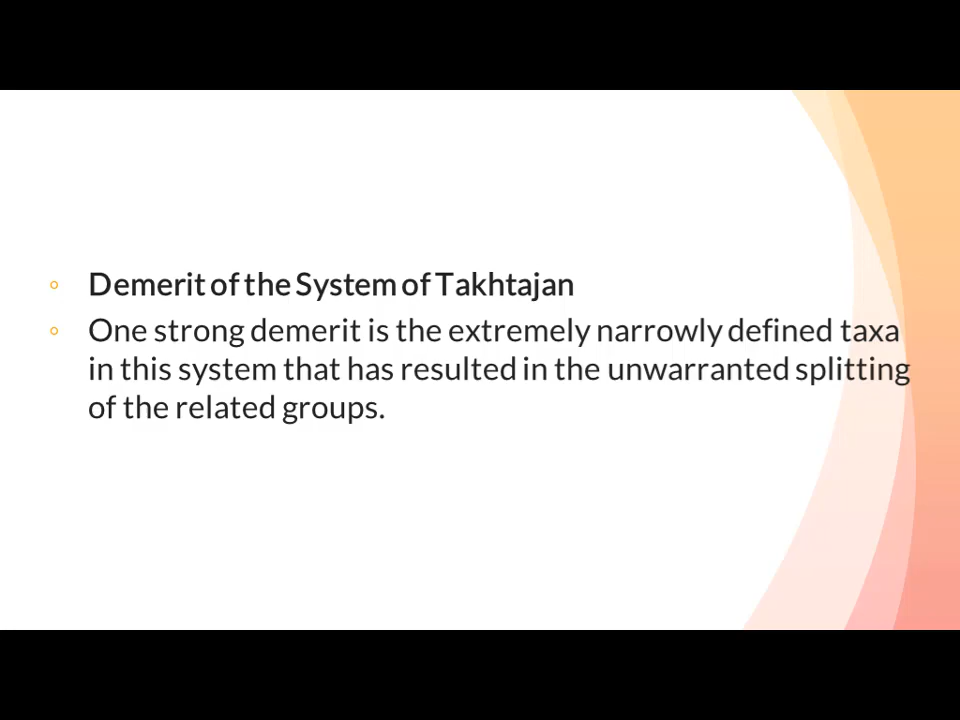 Demerit of the System of Takhtajan
One strong demerit is the extremely narrowly defined taxa
in this system that has resulted in the unwarranted splitting
of the related groups.